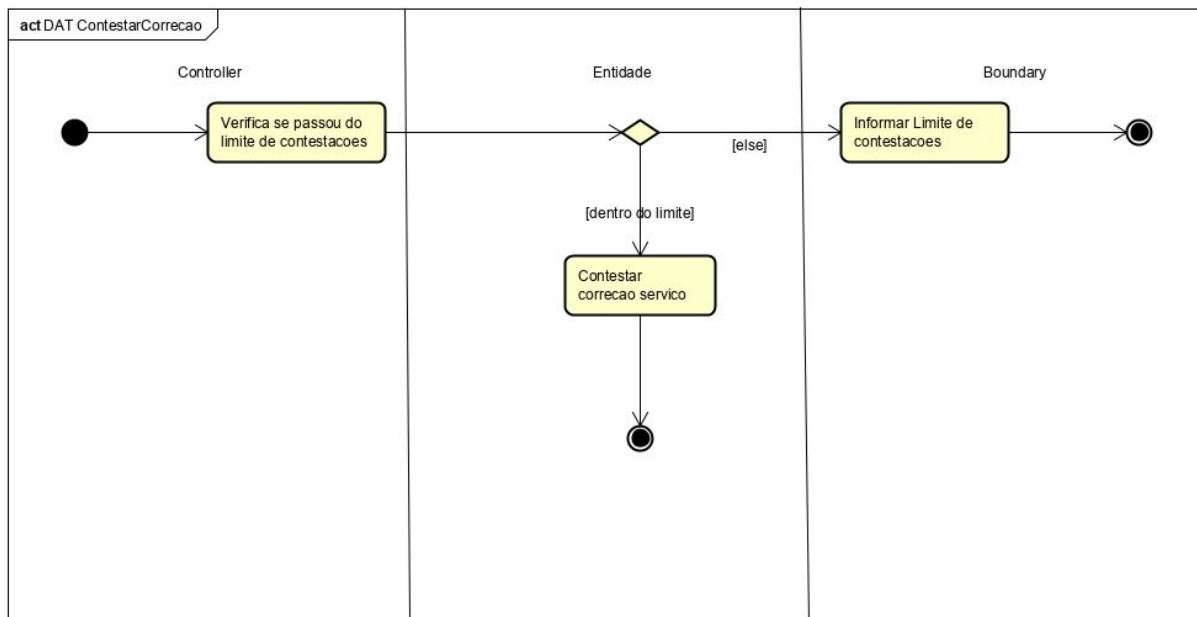 act DAT ContestarCorrecao
Controller
Entidade
Boundary
Verifica se passou do
limite de contestacoes
[else]
Informar Limite de
contestacoes
[dentro do limite]
Contestar
correcao servico